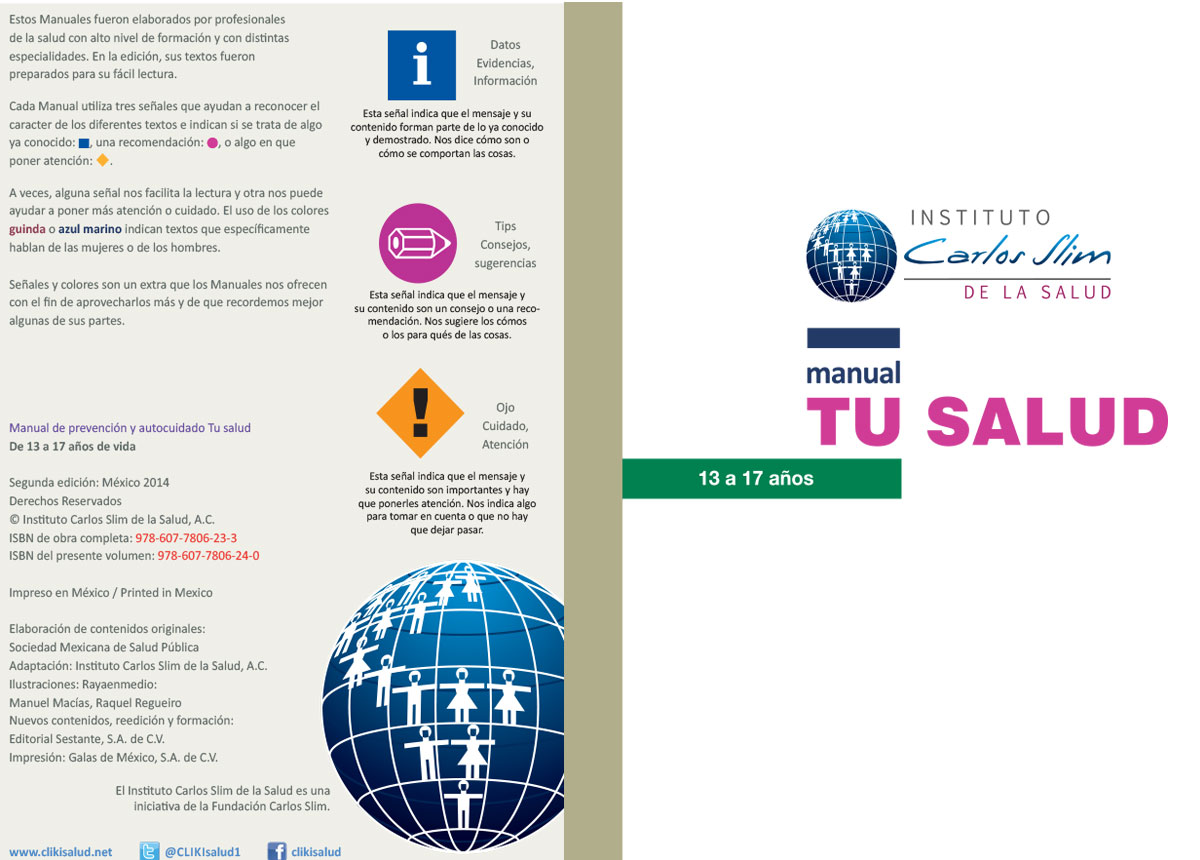 Estos Manuales fueron elaborados por profesionales
de la salud con alto nivel de formación y con distintas
especialidades. En la edición, sus textos fueron
preparados para su fácil lectura.
Cada Manual utiliza tres señales que ayudan a reconocer el
caracter de los diferentes textos e indican si se trata de algo
ya conocido: , una recomendación: , o algo en que
poner atención: .
A veces, alguna señal nos facilita la lectura y otra nos puede
ayudar a poner más atención o cuidado. El uso de los colores
guinda o azul marino indican textos que específicamente
hablan de las mujeres o de los hombres.
Señales y colores son un extra que los Manuales nos ofrecen
con el fin de aprovecharlos más y de que recordemos mejor
algunas de sus partes.
Manual de prevención y autocuidado Tu salud
De 13 a 17 años de vida
Segunda edición: México 2014
Derechos Reservados
© Instituto Carlos Slim de la Salud, A.C.
ISBN de obra completa: 978-607-7806-23-3
ISBN del presente volumen: 978-607-7806-24-0
Impreso en México / Printed in Mexico
Elaboración de contenidos originales:
Sociedad Mexicana de Salud Pública
Adaptación: Instituto Carlos Slim de la Salud, A.C.
Ilustraciones: Rayaenmedio:
Manuel Macías, Raquel Regueiro
Nuevos contenidos, reedición y formación:
Editorial Sestante, S.A. de C.V.
Impresión: Galas de México, S.A. de C.V.
El Instituto Carlos Slim de la Salud es una
iniciativa de la Fundación Carlos Slim.
www.clikisalud.net @CLIKIsalud1 clikisalud
i
Datos
Evidencias,
Información
Esta señal indica que el mensaje y su
contenido forman parte de lo ya conocido
y demostrado. Nos dice cómo son o
cómo se comportan las cosas.
Tips
Consejos,
sugerencias
Esta señal indica que el mensaje y
su contenido son un consejo o una reco-
mendación. Nos sugiere los cómos
o los para qués de las cosas.
!
Ojo
Cuidado,
Atención
Esta señal indica que el mensaje y
su contenido son importantes y hay
que ponerles atención. Nos indica algo
para tomar en cuenta o que no hay
que dejar pasar.
INSTITUTO
Carlos Slim
DE LA SALUD
manual
TU SALUD
13 a 17 años